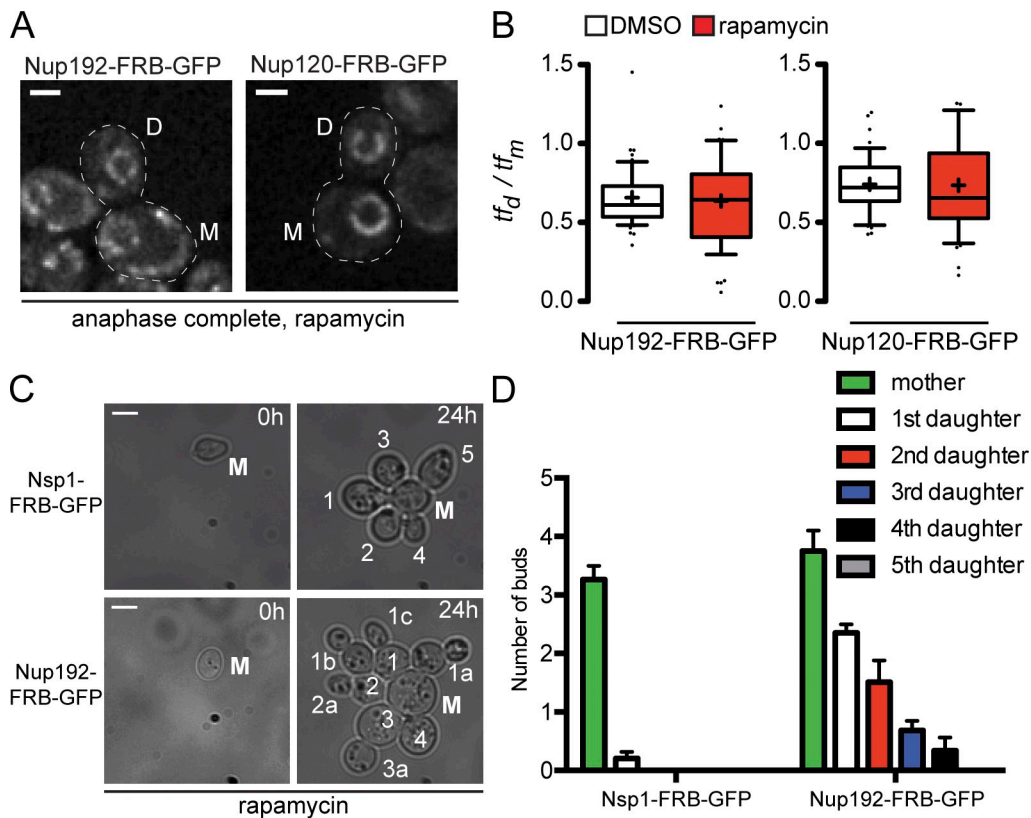 A
Nup192-FRB-GFP Nup120-FRB-GFP
D
M
D
M
anaphase complete, rapamycin
B
DMSO rapamycin
tfd / tfm
1.5
1.0
0.5
0.0
Nup192-FRB-GFP
1.5
1.0
0.5
0.0
Nup120-FRB-GFP
C
Nsp1-
FRB-GFP
0h
M
24h
3
5
1
M
2
4
Nup192-
FRB-GFP
0h
M
24h
1c
1b
1
1a
2a
2
M
3
4
3a
rapamycin
D
mother
1st daughter
2nd daughter
3rd daughter
4th daughter
5th daughter
Number of buds
5
4
3
2
1
0
Nsp1-FRB-GFP Nup192-FRB-GFP